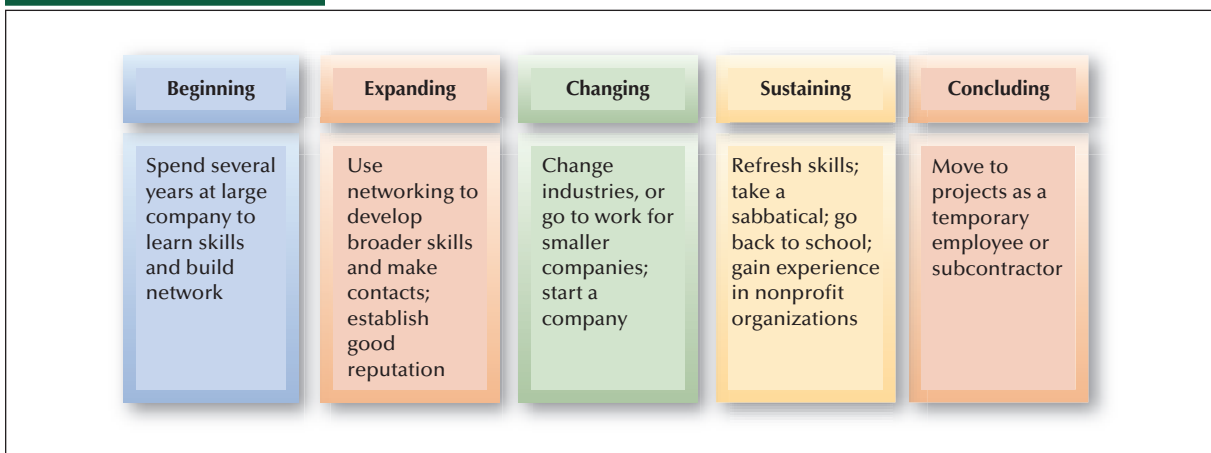 Beginning
Spend several
years at large
company to
learn skills
and build
network
Expanding
Use
networking to
develop
broader skills
and make
contacts;
establish
good
reputation
Changing
Change
industries, or
go to work for
smaller
companies;
start a
company
Sustaining
Refresh skills;
take a
sabbatical; go
back to school;
gain experience
in nonprofit
organizations
Concluding
Move to
projects as a
temporary
employee or
subcontractor